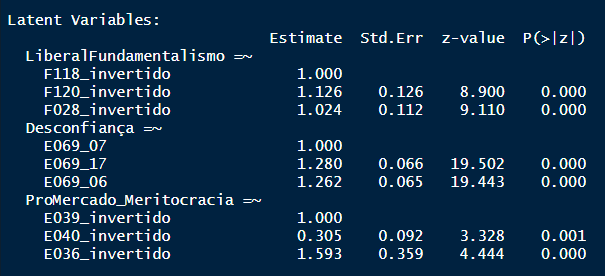 Latent Variables:
Estimate Std.Err z-value P(>|z|)
LiberalFundamentalismo =~
F118_invertido 1.000
F120_invertido 1.126 0.126 8.900 0.000
F028_invertido 1.024 0.112 9.110 0.000
Desconfiança =~
E069_07 1.000
E069_17 1.280 0.066 19.502 0.000
E069_06 1.262 0.065 19.443 0.000
ProMercado_Meritocracia =~
E039_invertido 1.000
E040_invertido 0.305 0.092 3.328 0.001
E036_invertido 1.593 0.359 4.444 0.000